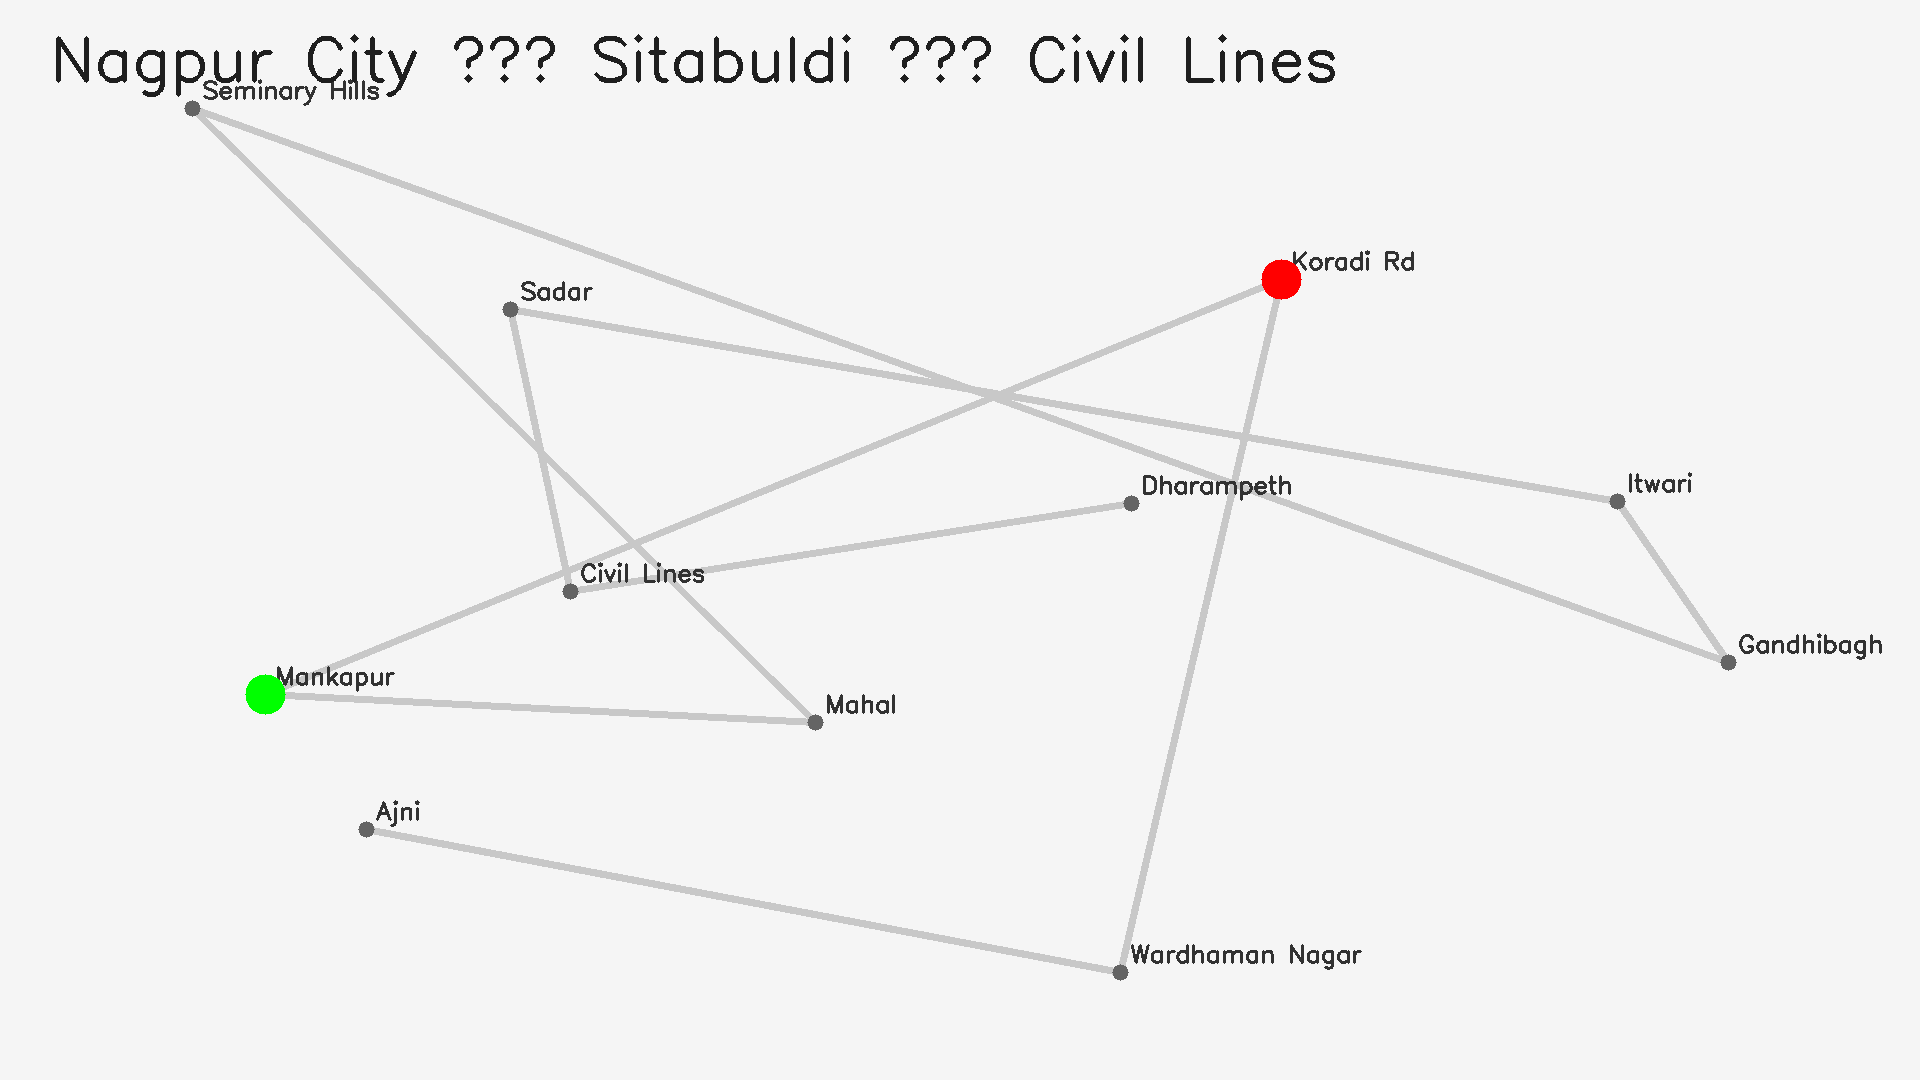 Nagpur City ??? Sitabuldi ??? Civil Lines
Seminary Hills
Koradi Rd
Sadar
Itwari
Dharampeth
Civil Lines
Gandhibagh
Mankapur
Mahal
Ajni
Wardhaman Nagar